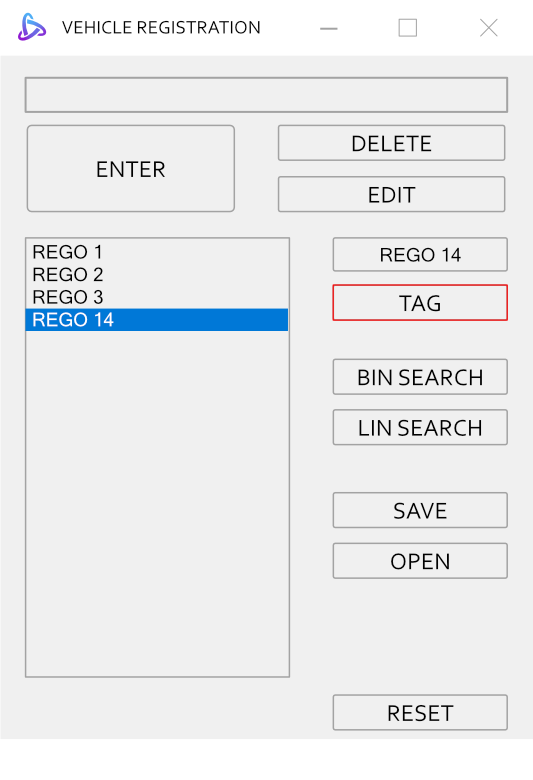 VEHICLE REGISTRATION
ENTER
DELETE
EDIT
REGO 1
REGO 2
REGO 3
REGO 14
REGO 14
TAG
BIN SEARCH
LIN SEARCH
SAVE
OPEN
RESET